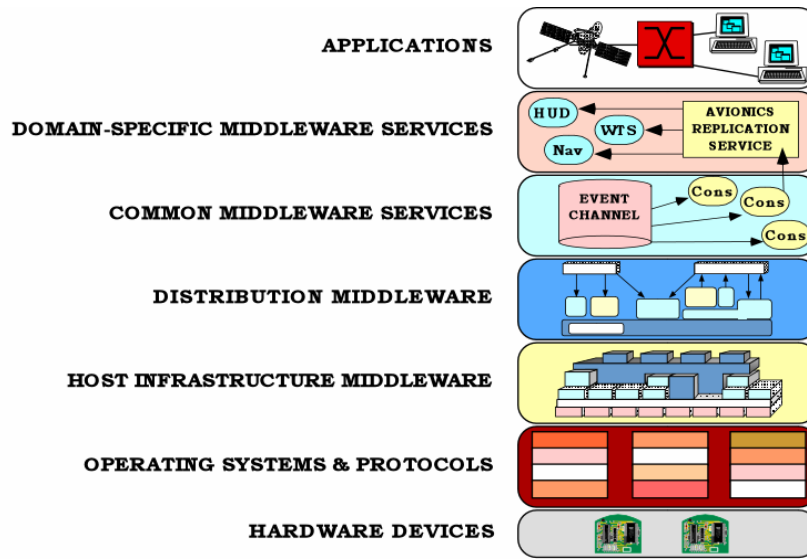 APPLICATIONS
DOMAIN-SPECIFIC MIDDLEWARE SERVICES
HUD
WTS
Nav
AVIONICS
REPLICATION
SERVICE
COMMON MIDDLEWARE SERVICES
EVENT
CHANNEL
Cons
Cons
Cons
DISTRIBUTION MIDDLEWARE
HOST INFRASTRUCTURE MIDDLEWARE
OPERATING SYSTEMS & PROTOCOLS
HARDWARE DEVICES